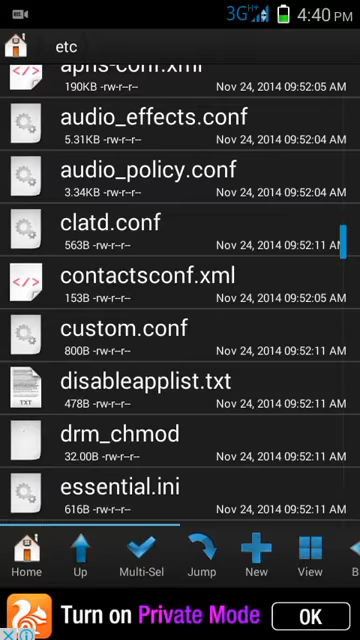 3G H+ 4:40 PM
etc
apns-conf.xml
190KB -rw-r--r-- Nov 24, 2014 09:52:05 AM
audio_effects.conf
5.31KB -rw-r--r-- Nov 24, 2014 09:52:04 AM
audio_policy.conf
3.34KB -rw-r--r-- Nov 24, 2014 09:52:04 AM
clatd.conf
563B -rw-r--r-- Nov 24, 2014 09:52:11 AM
</> contactsconf.xml
153B -rw-r--r-- Nov 24, 2014 09:52:05 AM
custom.conf
800B -rw-r--r-- Nov 24, 2014 09:52:11 AM
disableapplist.txt
TXT 478B -rw-r--r-- Nov 24, 2014 09:52:11 AM
drm_chmod
32.00B -rw-r--r-- Nov 24, 2014 09:52:11 AM
essential.ini
616B -rw-r--r-- Nov 24, 2014 09:52:11 AM
Home Up Multi-Sel Jump New View
Turn on Private Mode OK